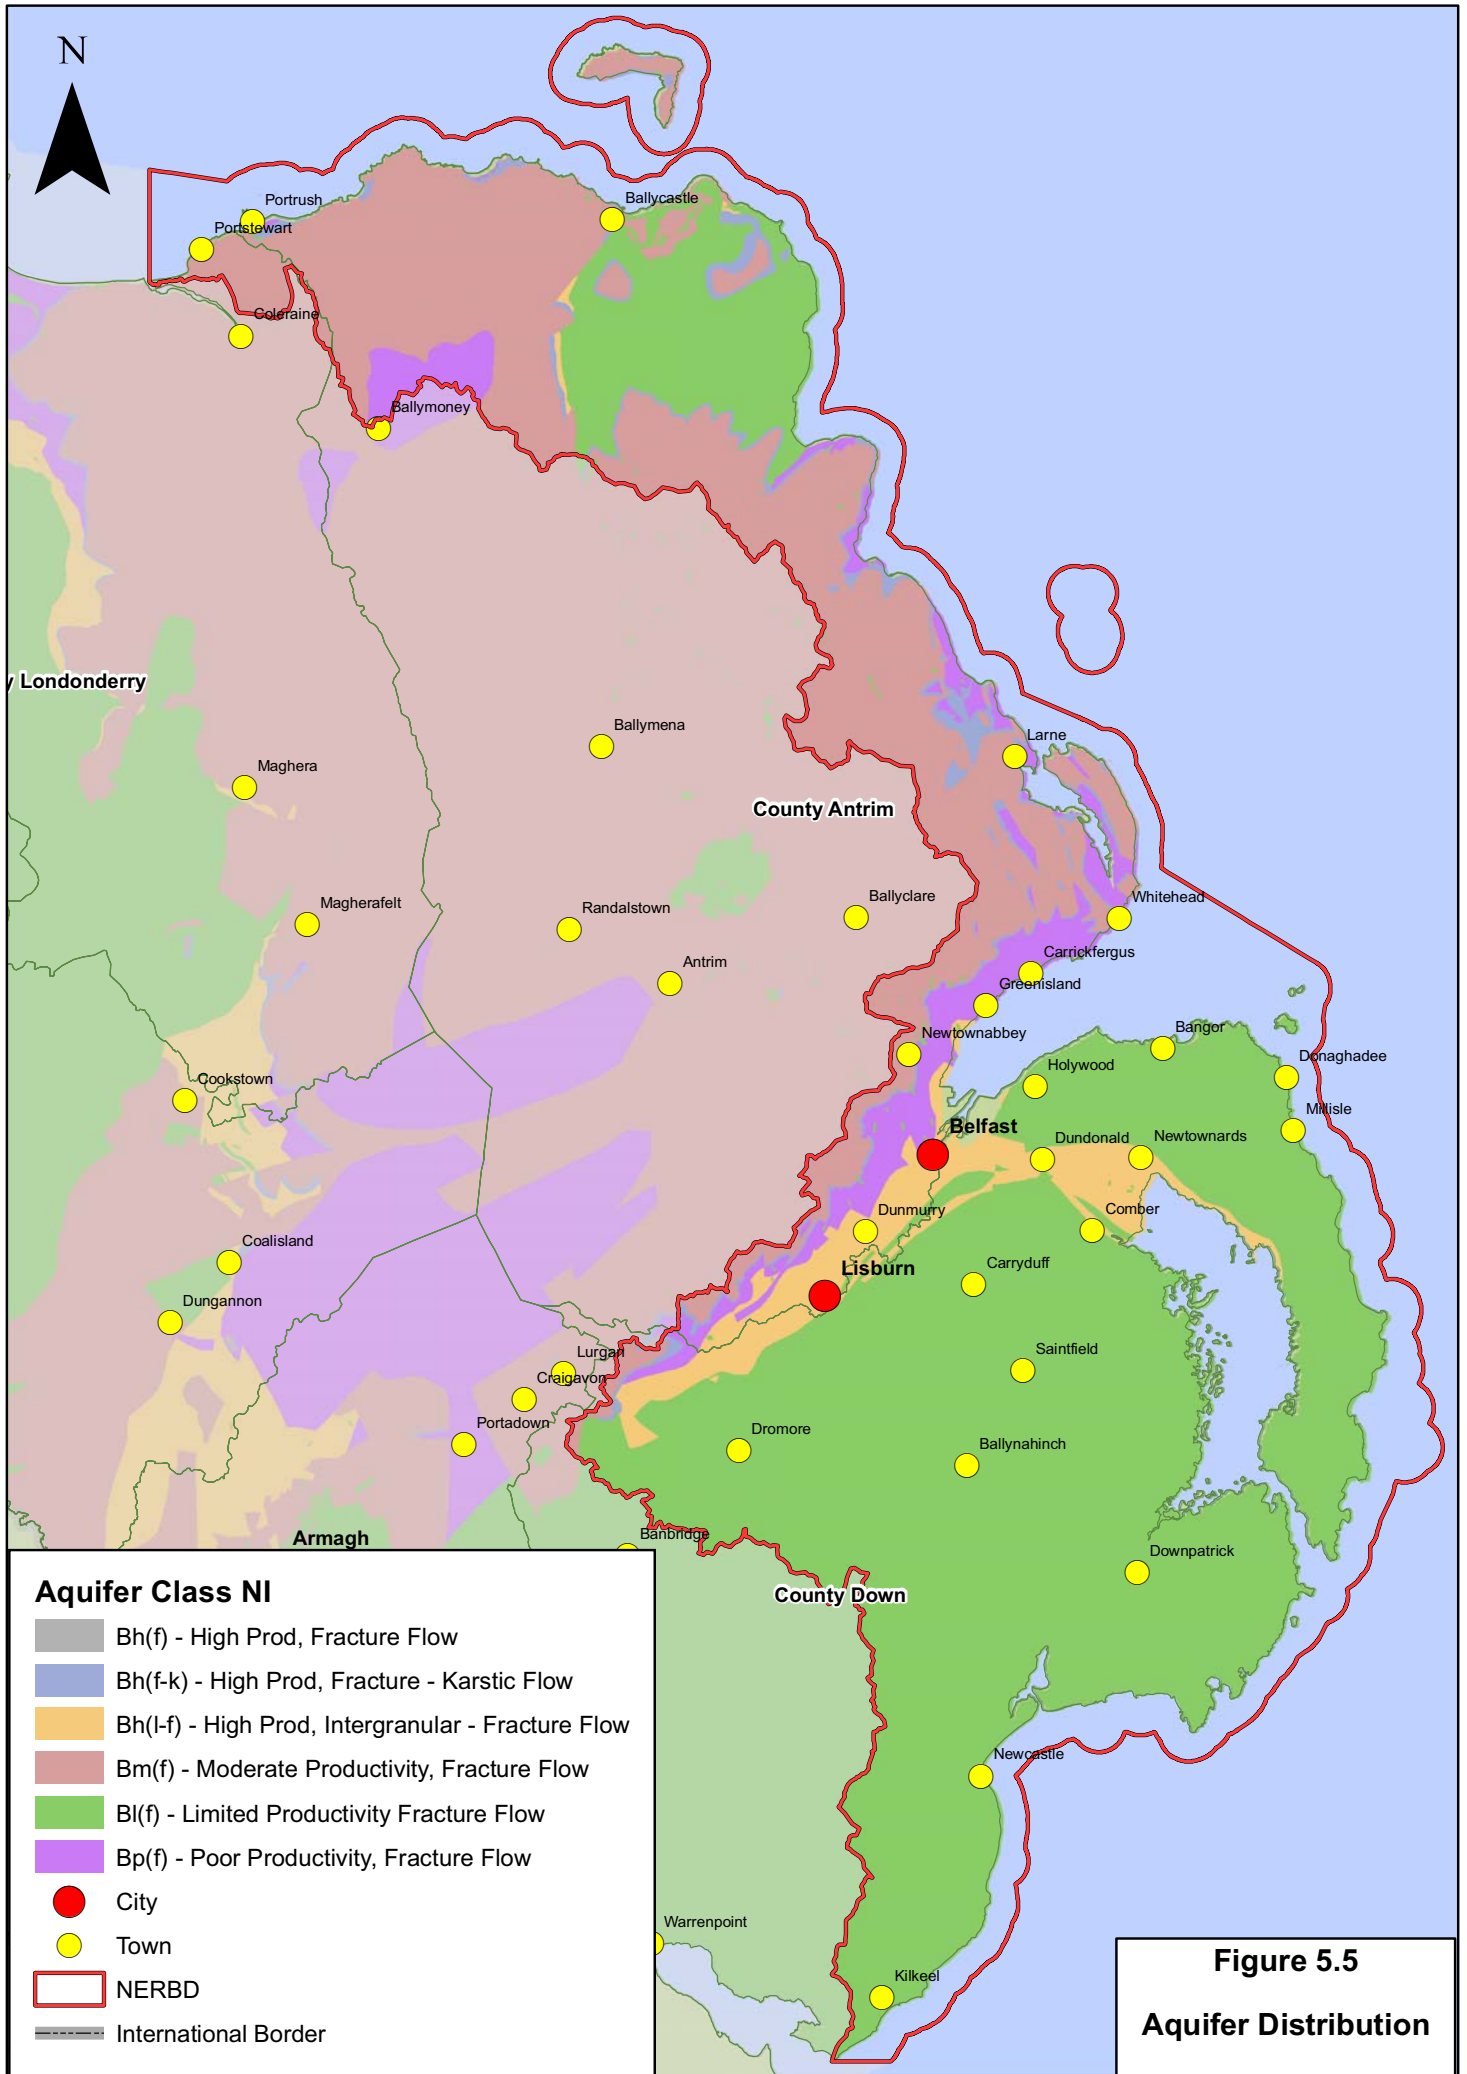 N
Portrush
Portstewart
Ballycastle
Coleraine
Ballymoney
y Londonderry
Ballymena
Larne
Maghera
County Antrim
Magherafelt
Randalstown
Ballyclare
Whitehead
Antrim
Carrickfergus
Greenisland
Newtownabbey
Bangor
Donaghadee
Cookstown
Holywood
Millisle
Belfast
Dundonald
Newtownards
Dunmurry
Comber
Coalisland
Lisburn
Carryduff
Dungannon
Lurgan
Saintfield
Craigavon
Portadown
Dromore
Ballynahinch
Armagh
Banbridge
Downpatrick
County Down
Newcastle
Warrenpoint
Kilkeel
Aquifer Class NI
Bh(f) - High Prod, Fracture Flow
Bh(f-k) - High Prod, Fracture - Karstic Flow
Bh(I-f) - High Prod, Intergranular - Fracture Flow
Bm(f) - Moderate Productivity, Fracture Flow
Bl(f) - Limited Productivity Fracture Flow
Bp(f) - Poor Productivity, Fracture Flow
City
Town
NERBD
International Border
Figure 5.5
Aquifer Distribution